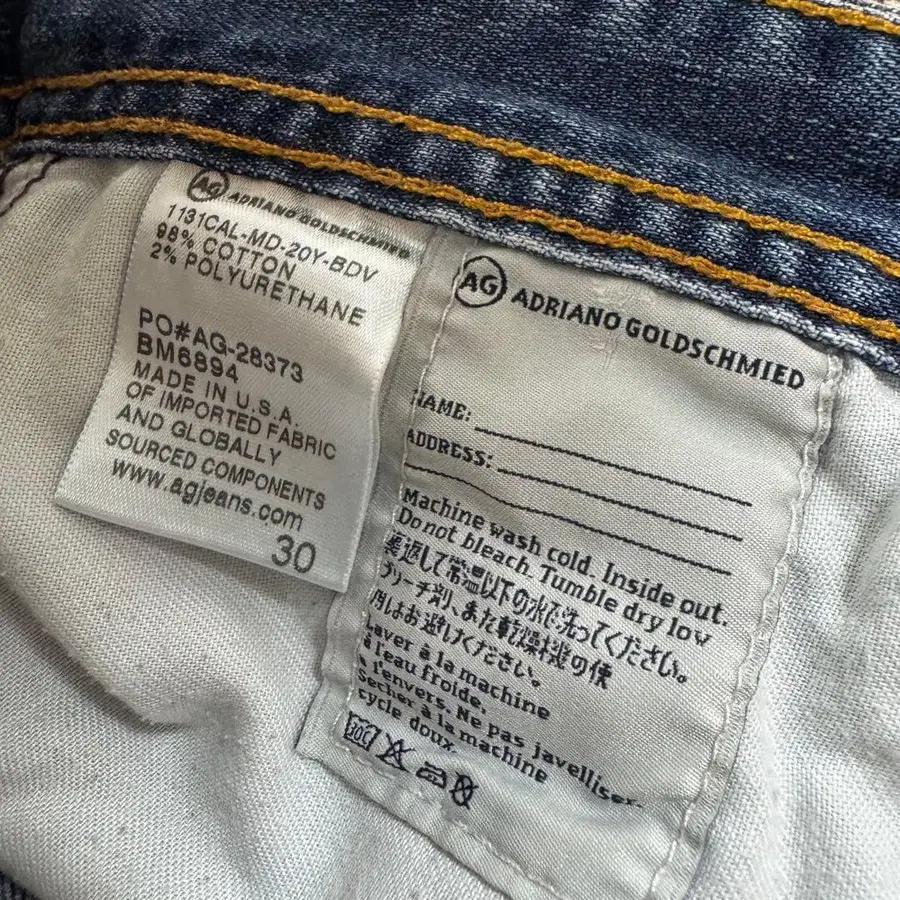 AG ADRIANO GOLDSCHMIED
1131CAL-MD-20Y-BDV
98% COTTON
2% POLYURETHANE
PO#AG-28373
BM6894
MADE IN U.S.A.
OF IMPORTED FABRIC
AND GLOBALLY
SOURCED COMPONENTS
www.agjeans.com
30
AG ADRIANO GOLDSCHMIED
NAME:
ADDRESS:
Machine wash cold. Inside out.
Do not bleach. Tumble dry low
裏返して常温以下の水で洗ってください。
ブリーチ剤、また乾燥機の使
用はお避けください。
Laver à la machine
à l'eau froide.
à l'envers. Ne pas javelliser.
Secher à la machine
cycle doux.